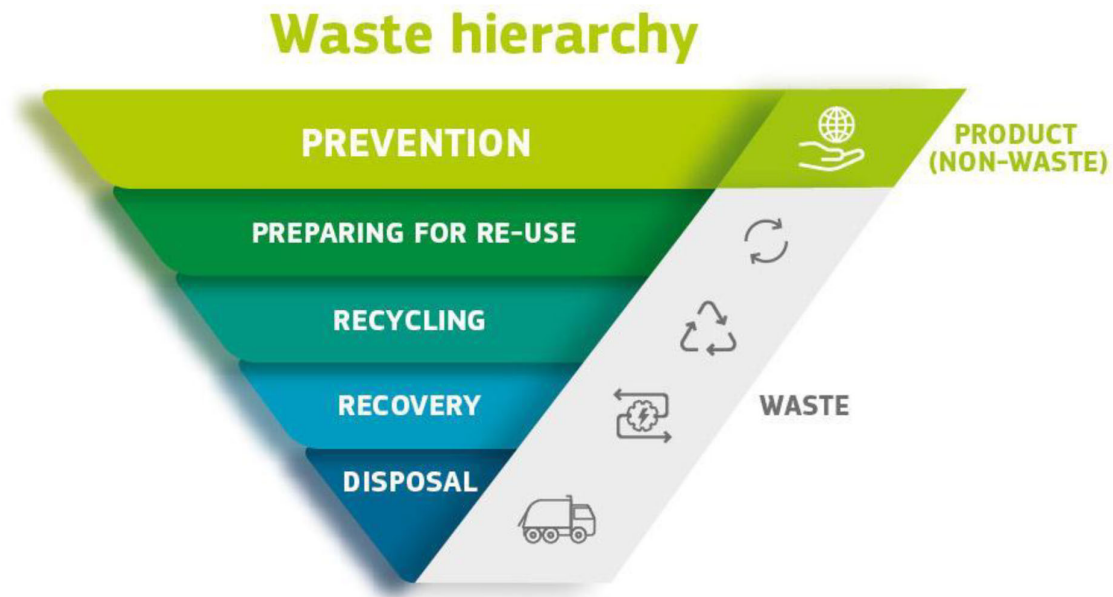 Waste hierarchy
PREVENTION
PRODUCT
(NON-WASTE)
PREPARING FOR RE-USE
RECYCLING
RECOVERY
WASTE
DISPOSAL